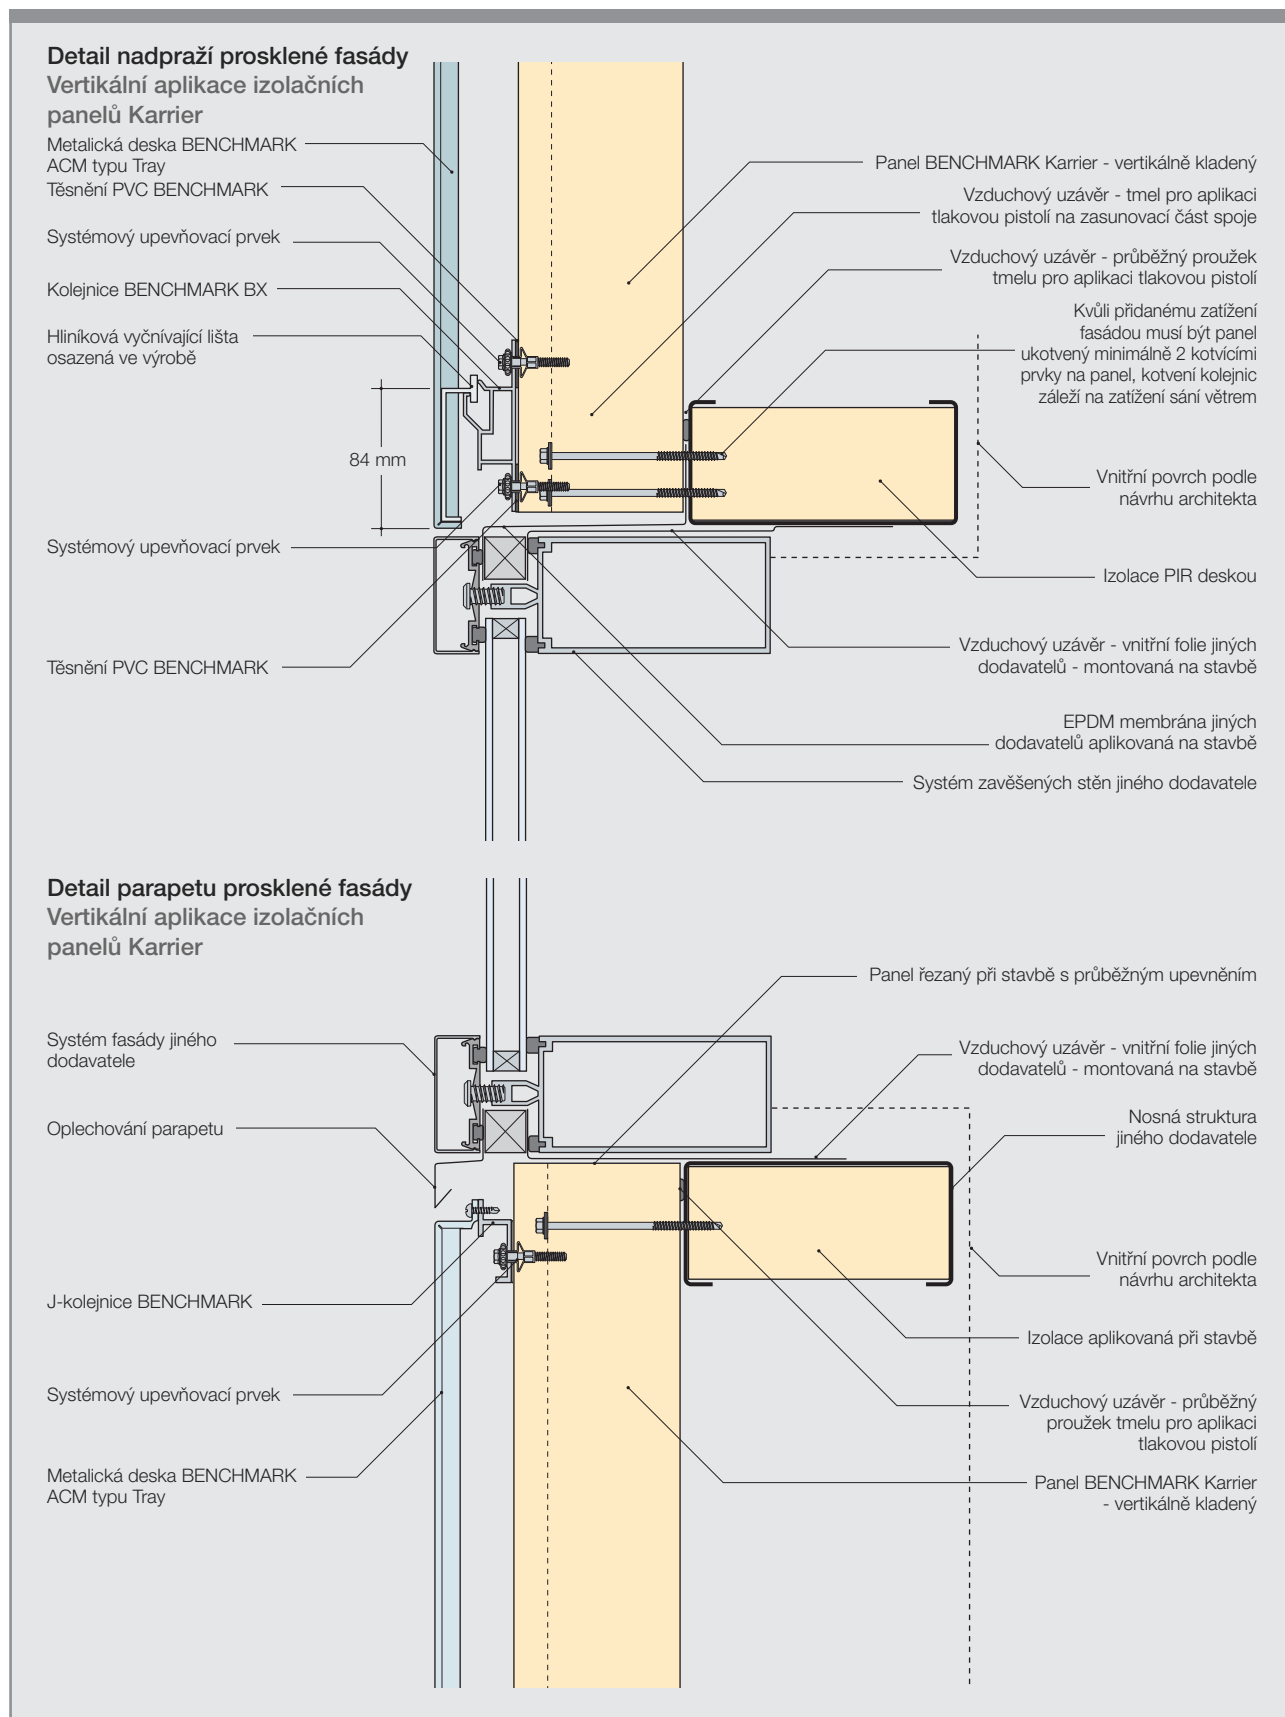 Detail nadpraží prosklené fasády
Vertikální aplikace izolačních
panelů Karrier
Metalická deska BENCHMARK
ACM typu Tray
Těsnění PVC BENCHMARK
Systémový upevňovací prvek
Kolejnice BENCHMARK BX
Hliníková vyčnívající lišta
osazená ve výrobě
84 mm
Systémový upevňovací prvek
Těsnění PVC BENCHMARK
Panel BENCHMARK Karrier - vertikálně kladený
Vzduchový uzávěr - tmel pro aplikaci
tlakovou pistolí na zasunovací část spoje
Vzduchový uzávěr - průběžný proužek
tmelu pro aplikaci tlakovou pistolí
Kvůli přidanému zatížení
fasádou musí být panel
ukotvený minimálně 2 kotvícími
prvky na panel, kotvení kolejnic
záleží na zatížení sání větrem
Vnitřní povrch podle
návrhu architekta
Izolace PIR deskou
Vzduchový uzávěr - vnitřní folie jiných
dodavatelů - montovaná na stavbě
EPDM membrána jiných
dodavatelů aplikovaná na stavbě
Systém zavěšených stěn jiného dodavatele
Detail parapetu prosklené fasády
Vertikální aplikace izolačních
panelů Karrier
Systém fasády jiného
dodavatele
Oplechování parapetu
J-kolejnice BENCHMARK
Systémový upevňovací prvek
Metalická deska BENCHMARK
ACM typu Tray
Panel řezaný při stavbě s průběžným upevněním
Vzduchový uzávěr - vnitřní folie jiných
dodavatelů - montovaná na stavbě
Nosná struktura
jiného dodavatele
Vnitřní povrch podle
návrhu architekta
Izolace aplikovaná při stavbě
Vzduchový uzávěr - průběžný
proužek tmelu pro aplikaci
tlakovou pistolí
Panel BENCHMARK Karrier
- vertikálně kladený